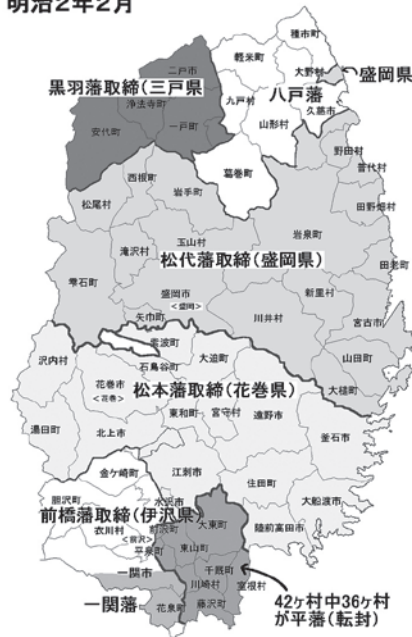 明治2年2月
種市町
軽米町
二戸市
大野村
盛岡県
黒羽藩取締(三戸県
浄法寺町
九戸村
八戸藩
久慈市
安代町
一戸町
山形村
野田村
葛巻町
普代村
西根町
岩手町
松尾村
田野畑村
岩泉町
玉山村
滝沢村
松代藩取締(盛岡県)
田老町
雫石町
盛岡市
<盛岡>
新里村
矢巾町
川井村
宮古市
紫波町
山田町
沢内村
石鳥谷町
大迫町
大槌町
花巻市
<花巻>
松本藩取締(花巻県)
東和町
宮守村
遠野市
湯田町
北上市
釜石市
金ケ崎町
江刺市
住田町
胆沢町
水沢市
大船渡市
前橋藩取締(伊沢県)
前沢町
大東町
陸前高田市
衣川村
<前沢>
平泉町
東山町
一関市
千厩町
川崎村
室根村
一関藩
花泉町
藤沢町
42ヶ村中36ヶ村
が平藩(転封)